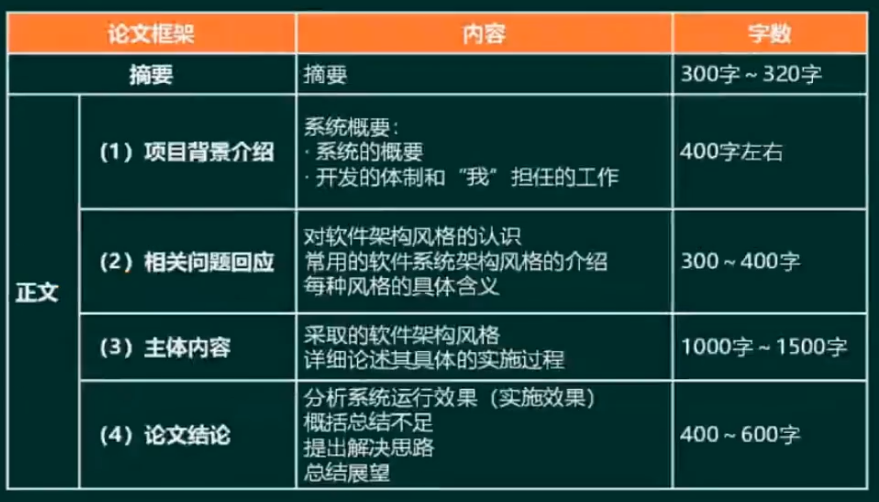 论文框架 内容 字数
摘要 摘要 300字～320字
正文
（1）项目背景介绍
系统概要：
· 系统的概要
· 开发的体制和“我”担任的工作
400字左右
（2）相关问题回应
对软件架构风格的认识
常用的软件系统架构风格的介绍
每种风格的具体含义
300～400字
（3）主体内容
采取的软件架构风格
详细论述其具体的实施过程
1000字～1500字
（4）论文结论
分析系统运行效果（实施效果）
概括总结不足
提出解决思路
总结展望
400～600字